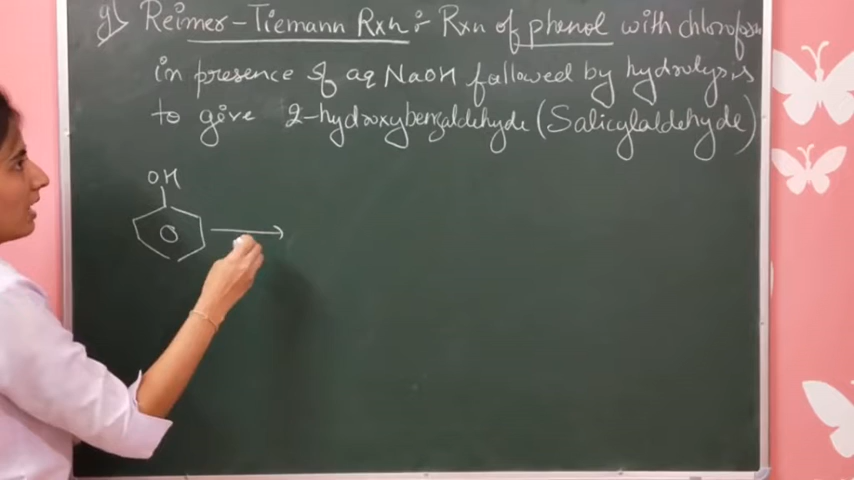 g) Reimer-Tiemann Rxn :- Rxn of phenol with chloroform
in presence of aq NaOH followed by hydrolysis
to give 2-hydroxybenzaldehyde (Salicylaldehyde)
OH